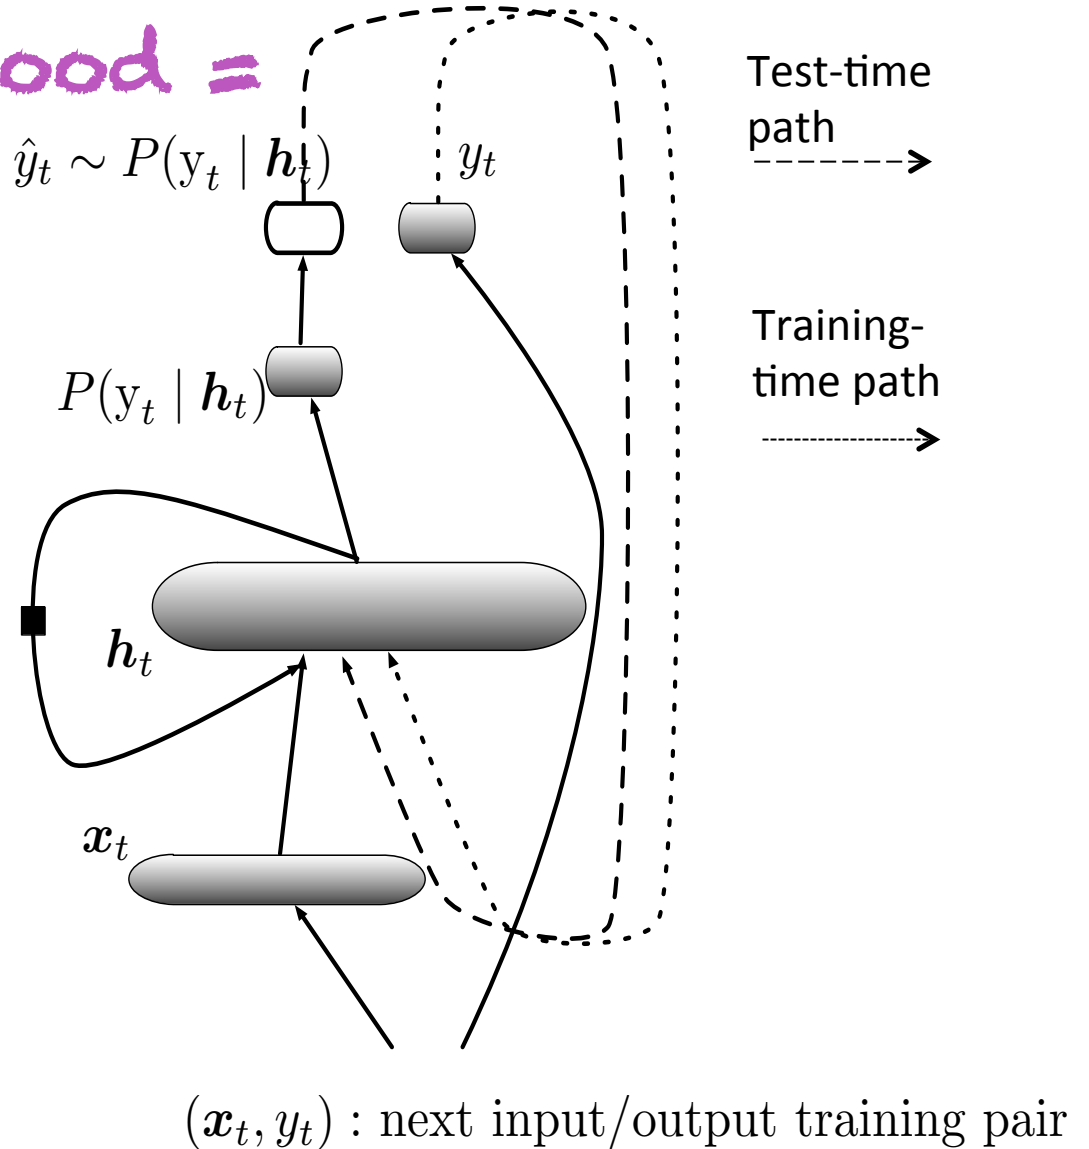 ood =
Test-time
path
ŷ_t ∼ P(y_t | h_t)
y_t
Training-
time path
P(y_t | h_t)
h_t
x_t
(x_t, y_t) : next input/output training pair